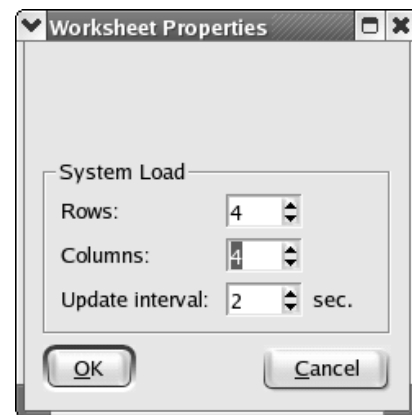 Worksheet Properties
System Load
Rows: 4
Columns: 4
Update interval: 2 sec.
OK Cancel